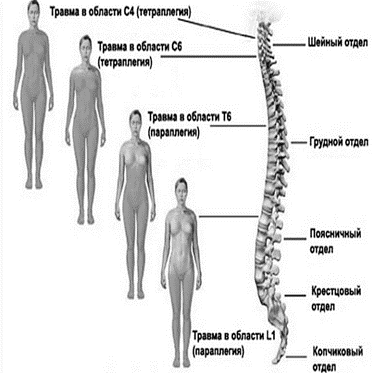 Травма в области C4 (тетраплегия)
Травма в области C6
(тетраплегия)
Травма в области T6
(параплегия)
Травма в области L1
(параплегия)
Шейный отдел
Грудной отдел
Поясничный
отдел
Крестцовый
отдел
Копчиковый
отдел